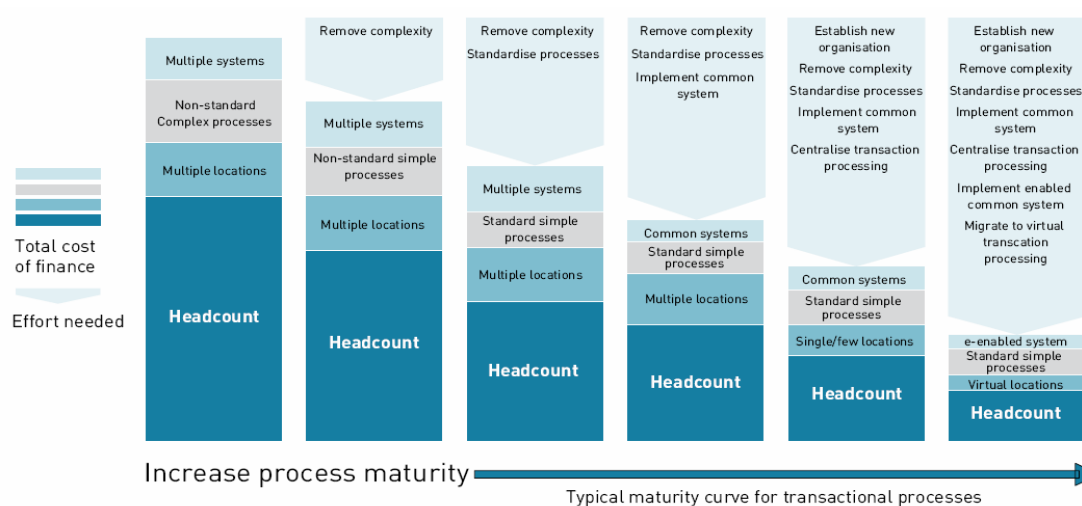 Total cost
of finance
Effort needed
Multiple systems
Non-standard
Complex processes
Multiple locations
Headcount
Remove complexity
Multiple systems
Non-standard simple
processes
Multiple locations
Headcount
Remove complexity
Standardise processes
Multiple systems
Standard simple
processes
Multiple locations
Headcount
Remove complexity
Standardise processes
Implement common
system
Common systems
Standard simple
processes
Multiple locations
Headcount
Establish new
organisation
Remove complexity
Standardise processes
Implement common
system
Centralise transaction
processing
Common systems
Standard simple
processes
Single/few locations
Headcount
Establish new
organisation
Remove complexity
Standardise processes
Implement common
system
Centralise transaction
processing
Implement enabled
common system
Migrate to virtual
transcation
processing
e-enabled system
Standard simple
processes
Virtual locations
Headcount
Increase process maturity
Typical maturity curve for transactional processes